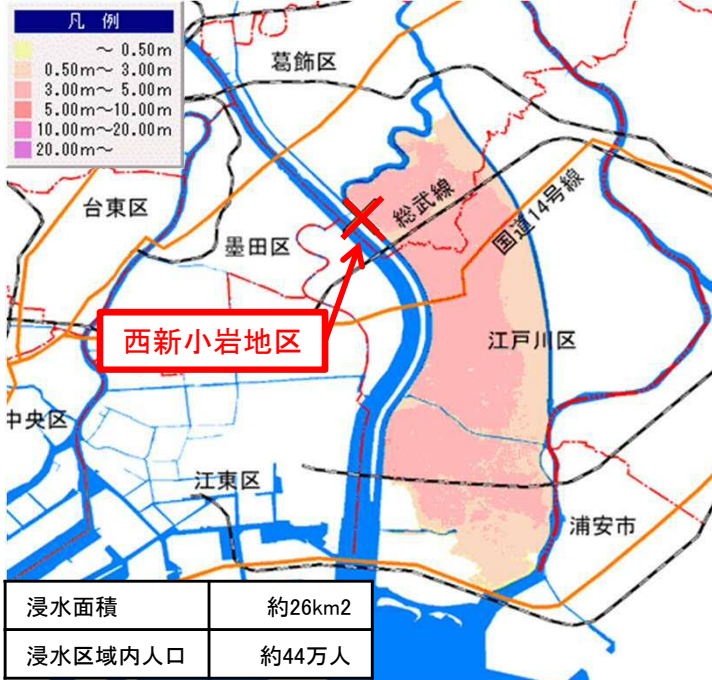 凡 例
～ 0.50m
0.50m～ 3.00m
3.00m～ 5.00m
5.00m～10.00m
10.00m～20.00m
20.00m～
葛飾区
台東区
墨田区
総武線
国道14号線
西新小岩地区
江戸川区
中央区
江東区
浦安市
浸水面積 約26km2
浸水区域内人口 約44万人